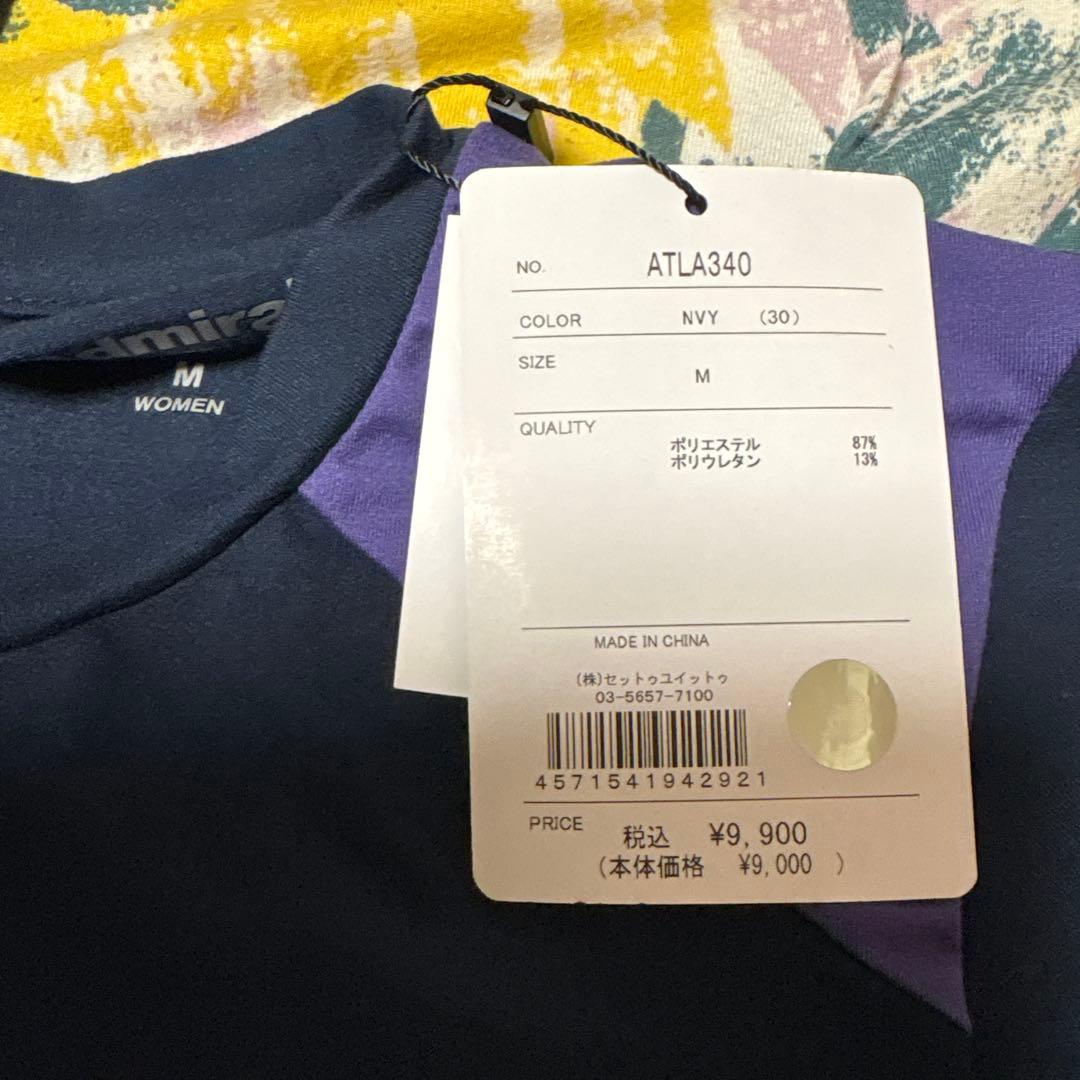 NO. ATLA340
COLOR NVY (30)
SIZE M
QUALITY
ポリエステル 87%
ポリウレタン 13%
MADE IN CHINA
(株)セットゥユイットゥ
03-5657-7100
4571541942921
PRICE 税込 ¥9,900
(本体価格 ¥9,000 )
M
WOMEN